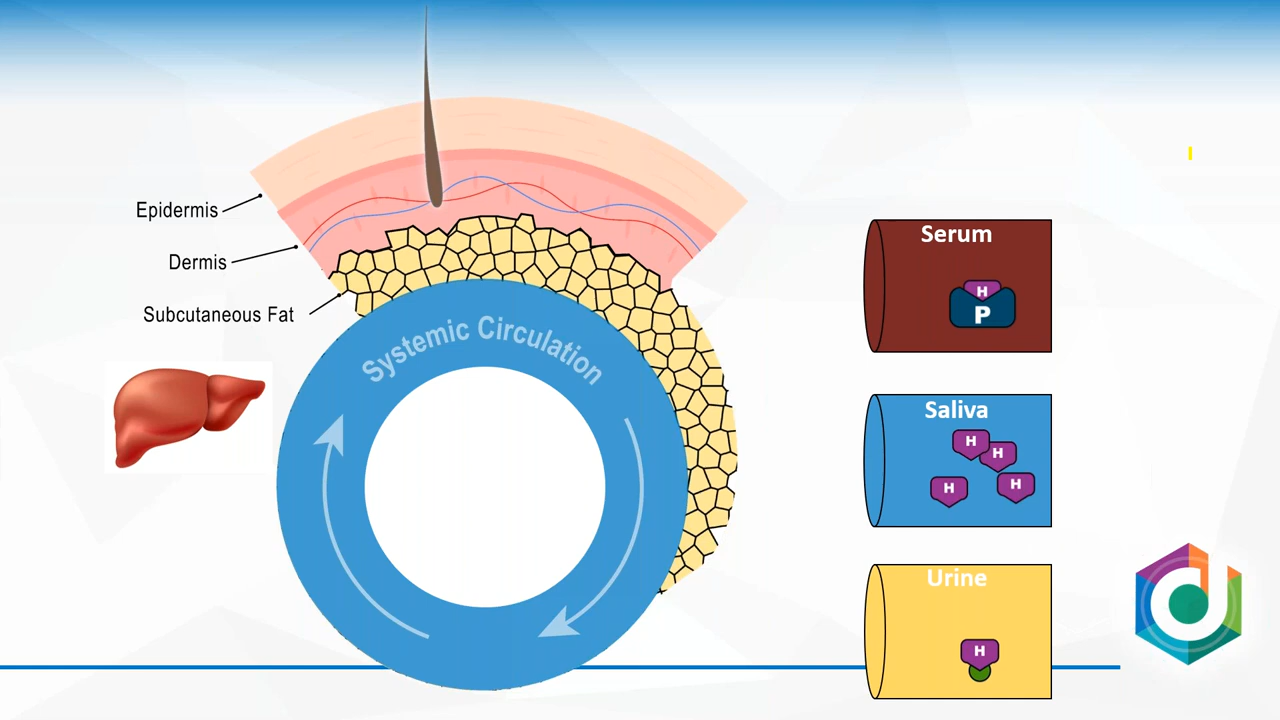 Epidermis
Dermis
Subcutaneous Fat
Systemic Circulation
Serum
H
P
Saliva
H
H
H
H
Urine
H